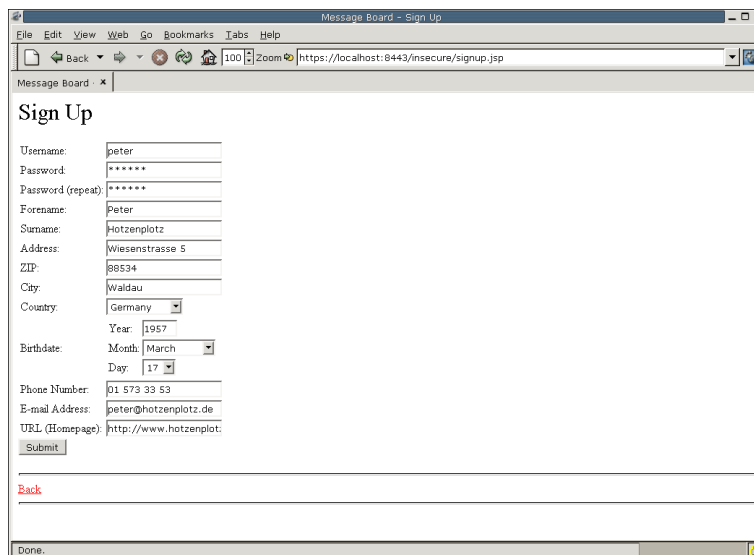 Message Board - Sign Up
File Edit View Web Go Bookmarks Tabs Help
Back 100 Zoom https://localhost:8443/insecure/signup.jsp
Message Board ·
Sign Up
Username: peter
Password: ******
Password (repeat): ******
Forename: Peter
Surname: Hotzenplotz
Address: Wiesenstrasse 5
ZIP: 88534
City: Waldau
Country: Germany
Year: 1957
Birthdate: Month: March
Day: 17
Phone Number: 01 573 33 53
E-mail Address: peter@hotzenplotz.de
URL (Homepage): http://www.hotzenplotz
Submit
Back
Done.